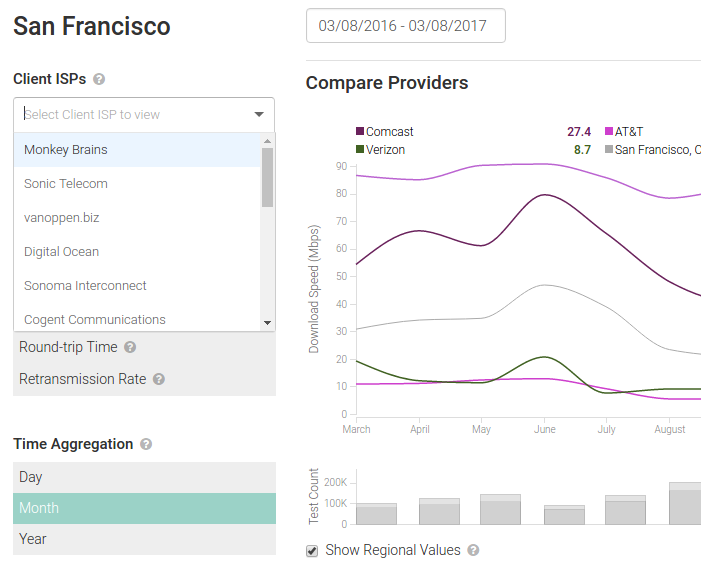 San Francisco
03/08/2016 - 03/08/2017
Client ISPs ?
Select Client ISP to view
Monkey Brains
Sonic Telecom
vanoppen.biz
Digital Ocean
Sonoma Interconnect
Cogent Communications
Round-trip Time ?
Retransmission Rate ?
Time Aggregation ?
Day
Month
Year
Compare Providers
Comcast 27.4 AT&T
Verizon 8.7 San Francisco, C
Download Speed (Mbps)
90
80
70
60
50
40
30
20
10
0
March April May June July August
Test Count
200K
100K
0
Show Regional Values ?